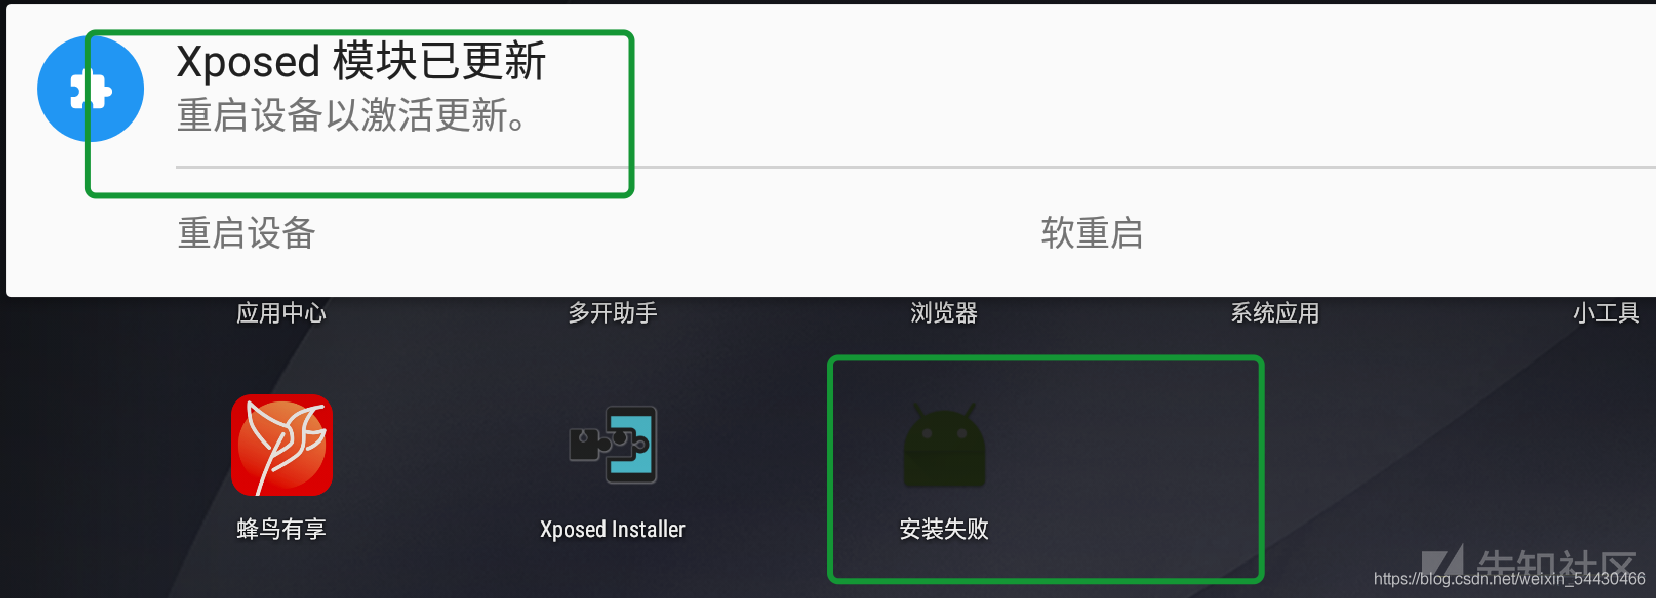 Xposed 模块已更新
重启设备以激活更新。
重启设备 软重启
应用中心 多开助手 浏览器 系统应用 小工具
蜂鸟有享 Xposed Installer 安装失败
先知社区
https://blog.csdn.net/weixin_54430466